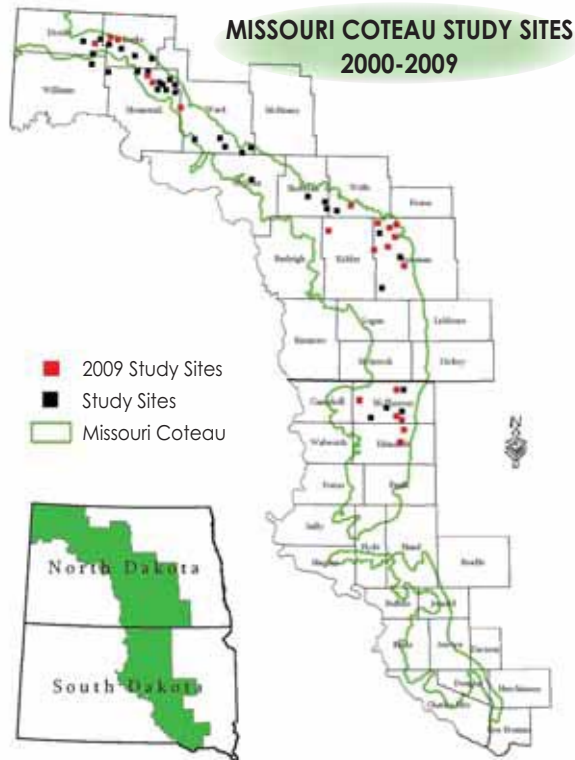 MISSOURI COTEAU STUDY SITES
2000-2009
Divide
Burke
Williams
Mountrail
Ward
McHenry
Sheridan
Wells
Foster
Burleigh
Kidder
Stutsman
Logan
LaMoure
Emmons
McIntosh
Dickey
2009 Study Sites
Study Sites
Missouri Coteau
Campbell
McPherson
Walworth
Edmunds
N
Potter
Faulk
Sully
Hyde
Hand
Hughes
Beadle
Buffalo
Jerauld
Brule
Aurora
Davison
Douglas
Hutchinson
Charles Mix
Bon Homme
North Dakota
South Dakota